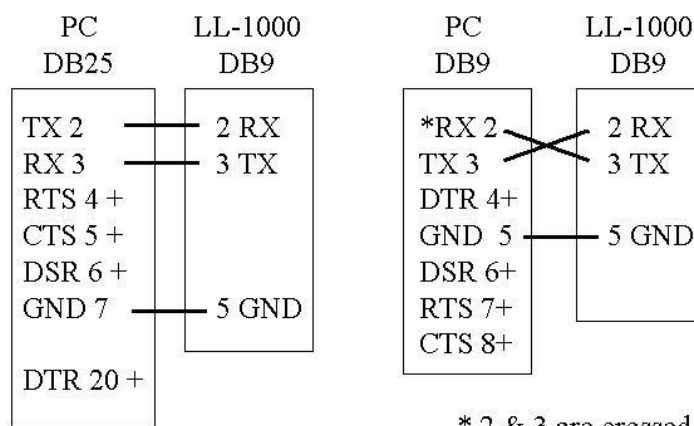 PC
DB25
LL-1000
DB9
TX 2
RX 3
RTS 4 +
CTS 5 +
DSR 6 +
GND 7
DTR 20 +
2 RX
3 TX
5 GND
PC
DB9
LL-1000
DB9
*RX 2
TX 3
DTR 4+
GND 5
DSR 6+
RTS 7+
CTS 8+
2 RX
3 TX
5 GND
* 2 & 3 are crossed